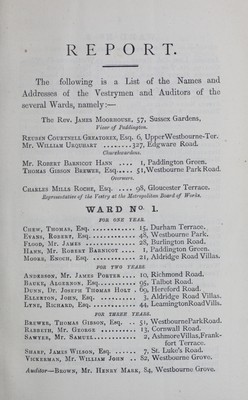 REPORT.
The following is a List of the Names and
Addresses of the Vestrymen and Auditors of the
several Wards, namely:—
The Rev. James Moorhouse, 57, Sussex Gardens,
Vicar of Paddington.
Reuben Courtnell Greatorex, Esq. 6, Upper Westbourne-Ter:
Mr. William Urquhart ........327, Edgware Road.
Churchwardens.
Mr. Robert Barnicot Hann .... 1, Paddington Green.
Thomas Gibson Brewer, Esq..... 51, Westbourne Park Road.
Overseers.
Charles Mills Roche, Esq. .... 98, Gloucester Terrace.
Representative of the Vestry at the Metropolitan Board of Works.
WARD No. 1.
FOR ONE YEAR.
Chew, Thomas, Esq. .............. 15, Durham Terrace.
Evans, Robert, Esq. .............. 48, Westbourne Park.
Flood, Mr. James ................ 28, Burlington Road.
Hann, Mr. Robert Barnicot .... 1, Paddington Green.
Moore, Enoch, Esq. .............. 21, Aldridge Road Villas.
FOR TWO YEARS.
Anderson, Mr. James Porter.... 10, Richmond Road.
Banks, Algernon, Esq. .......... 95, Talbot Road.
Dunn, Dr. Joseph Thomas Holt . 69, Hereford Road.
Ellerton, John, Esq. ............ 3, Aldridge Road Villas.
Lyne, Richard, Esq. ............ 44, Leamington Road Vills.
FOR THREE YEARS.
Brewer, Thomas Gibson, Esq. .. 51, Westbourne Park Road.
Rabbeth, Mr. George ............ 13, Cornwall Road.
Sawyer, Mr. Samuel.............. 2, Ashmore Villas, Frank-
fort Terrace.
Sharp, James Wilson, Esq. ...... 7, St. Luke's Road.
Vickerman, Mr. William John .. 82, Westbourne Grove.
Auditor—Brown, Mr. Henry Mark, 84, Westbourne Grove.